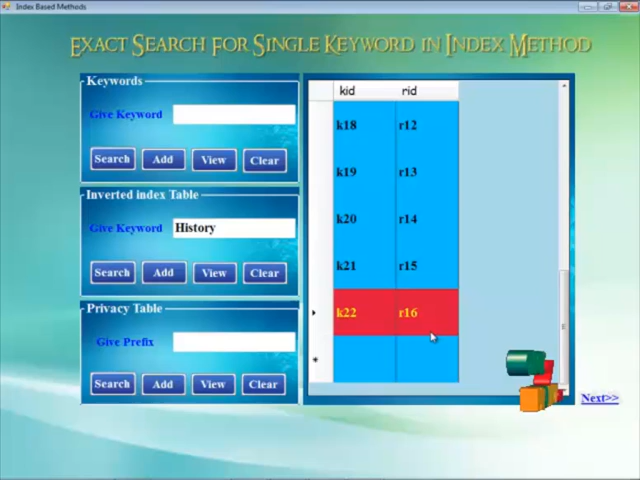 Index Based Methods
Exact Search For Single Keyword in Index Method
Keywords
Give Keyword
Search Add View Clear
Inverted index Table
Give Keyword History
Search Add View Clear
Privacy Table
Give Prefix
Search Add View Clear
kid rid
k18 r12
k19 r13
k20 r14
k21 r15
k22 r16
Next>>